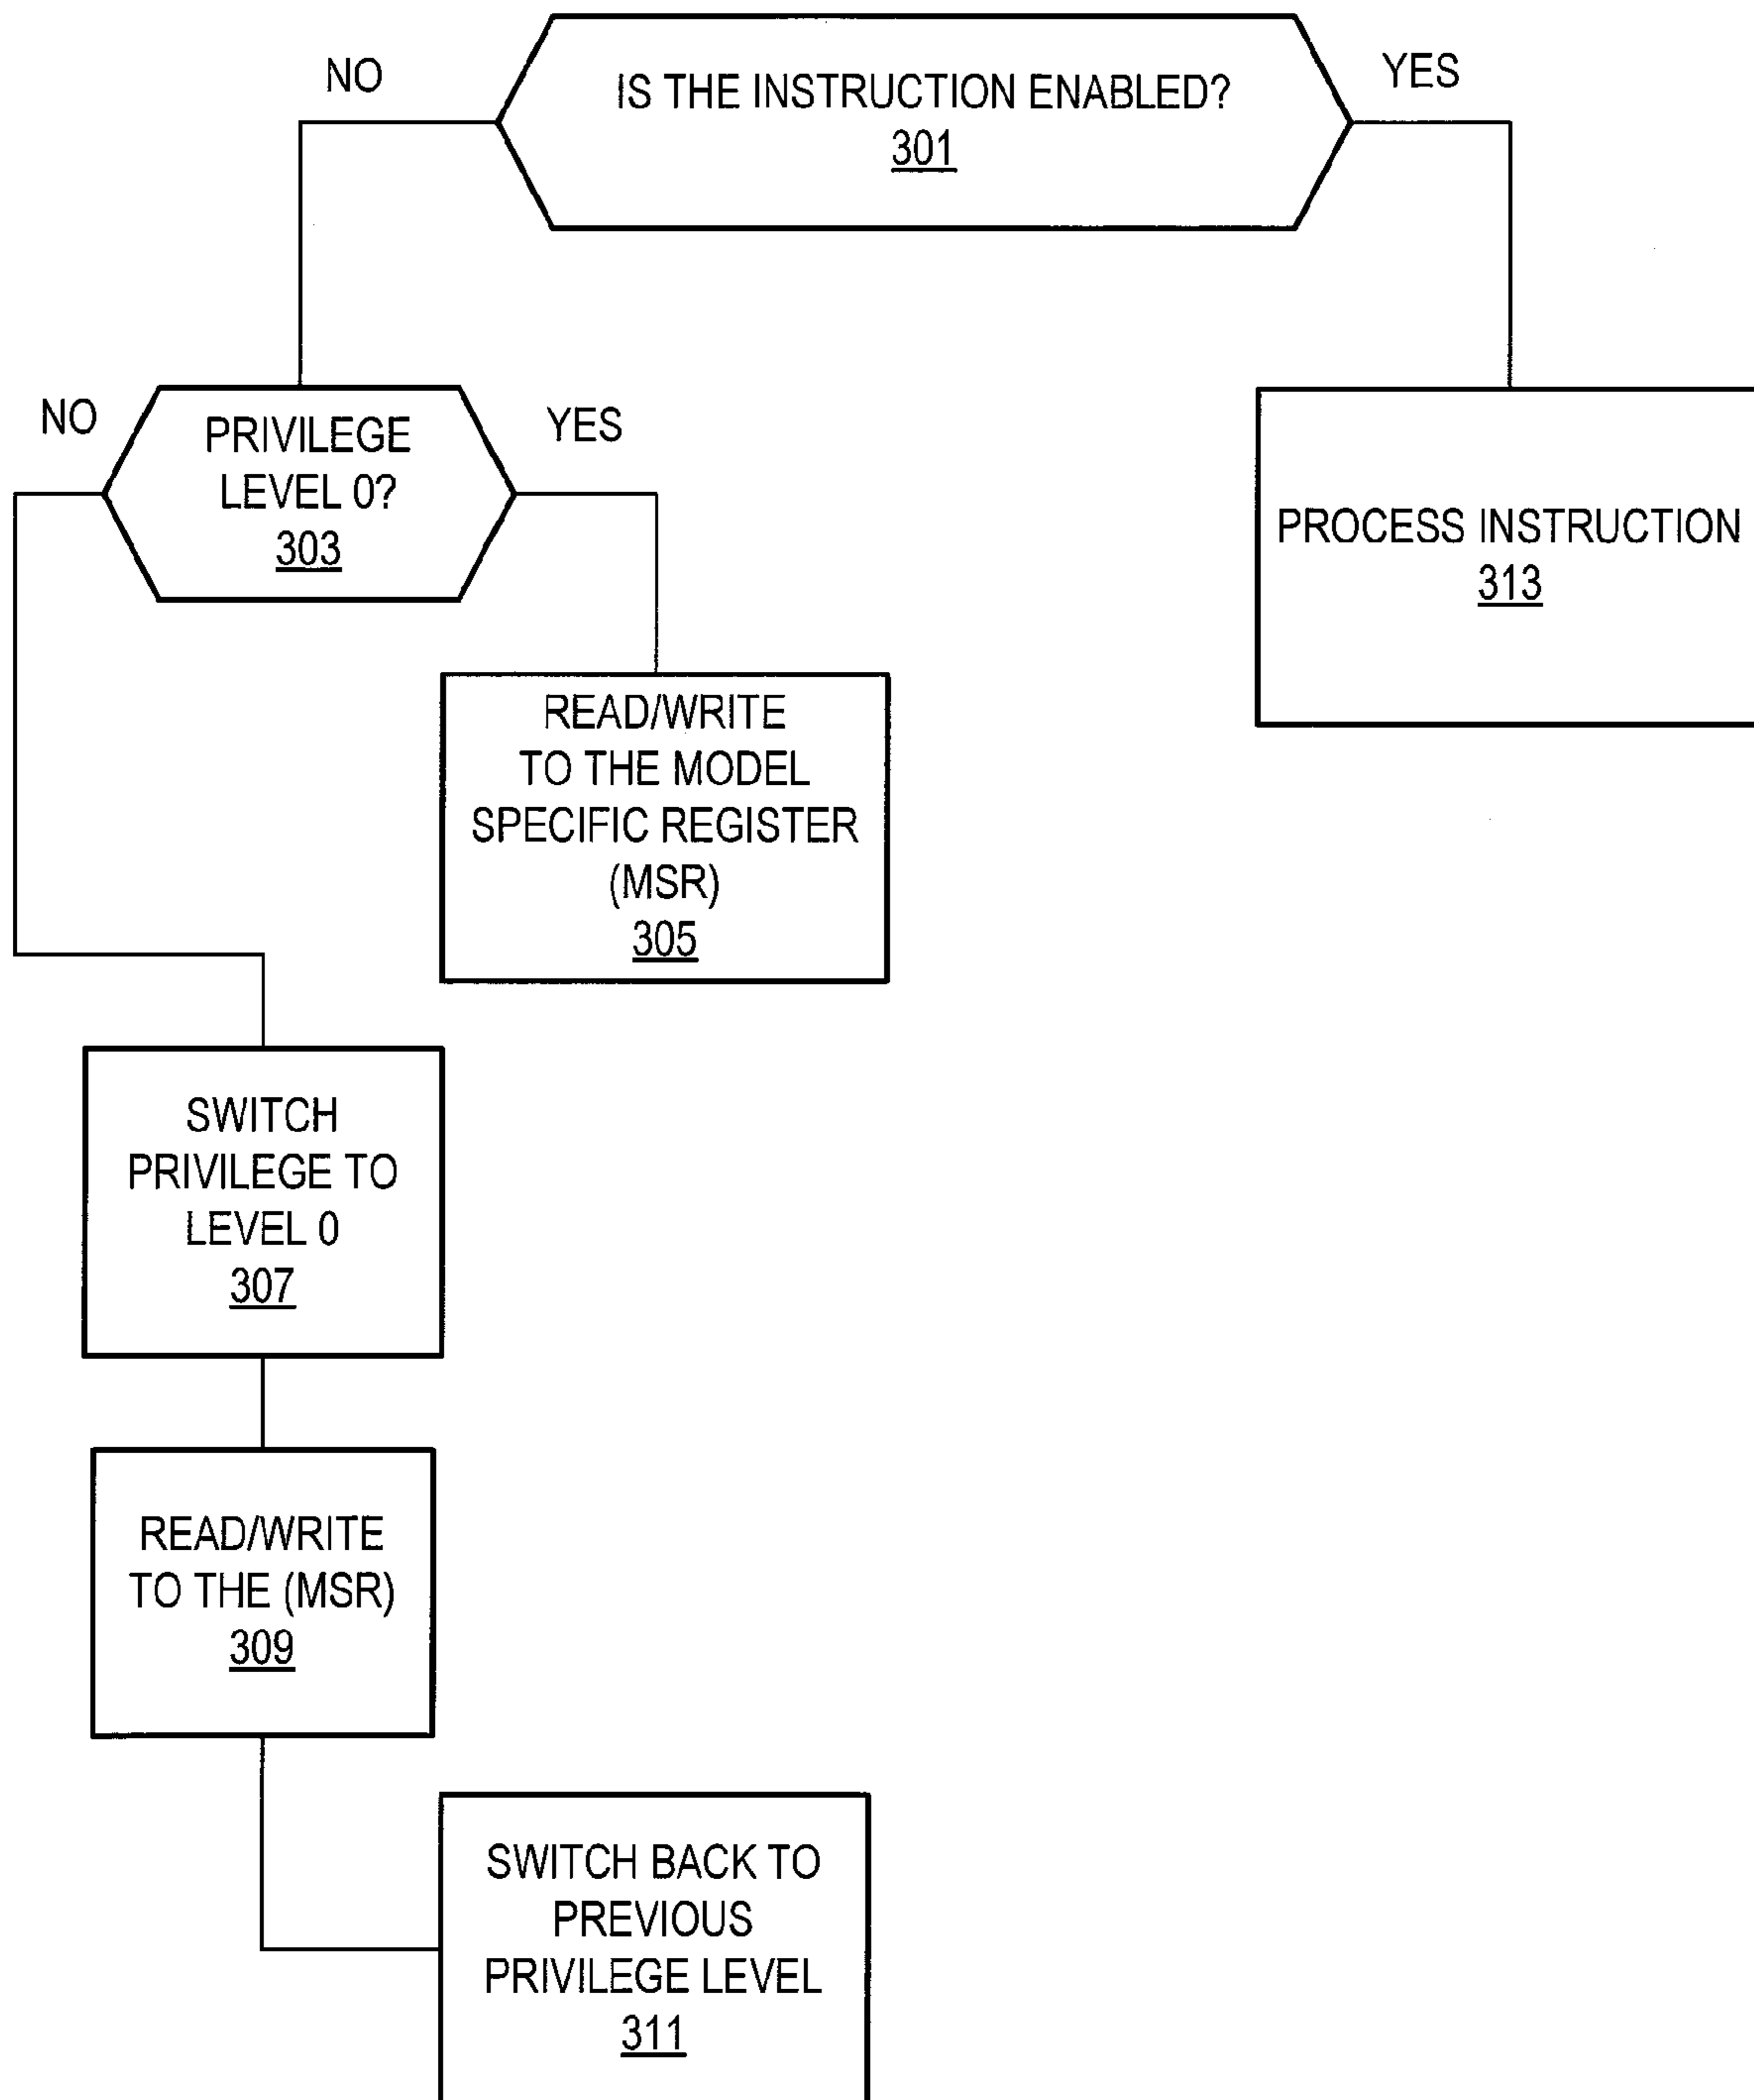 NO
IS THE INSTRUCTION ENABLED?
301
YES
NO
PRIVILEGE
LEVEL 0?
303
YES
PROCESS INSTRUCTION
313
READ/WRITE
TO THE MODEL
SPECIFIC REGISTER
(MSR)
305
SWITCH
PRIVILEGE TO
LEVEL 0
307
READ/WRITE
TO THE (MSR)
309
SWITCH BACK TO
PREVIOUS
PRIVILEGE LEVEL
311